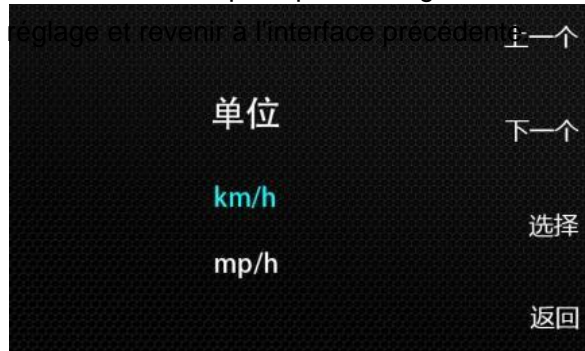 réglage et revenir à l'interface précédente.
上一个
单位
下一个
km/h
选择
mp/h
返回